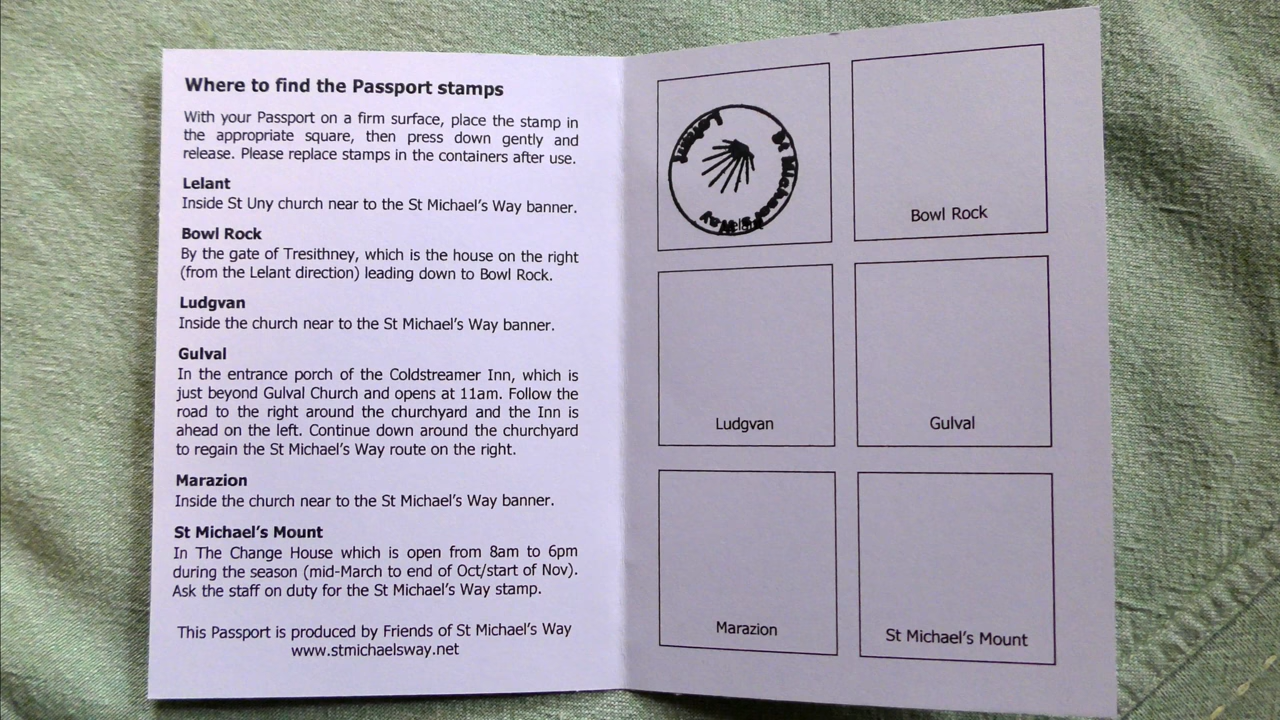 Where to find the Passport stamps
With your Passport on a firm surface, place the stamp in
the appropriate square, then press down gently and
release. Please replace stamps in the containers after use.
Lelant
Inside St Uny church near to the St Michael's Way banner.
Bowl Rock
By the gate of Tresithney, which is the house on the right
(from the Lelant direction) leading down to Bowl Rock.
Ludgvan
Inside the church near to the St Michael's Way banner.
Gulval
In the entrance porch of the Coldstreamer Inn, which is
just beyond Gulval Church and opens at 11am. Follow the
road to the right around the churchyard and the Inn is
ahead on the left. Continue down around the churchyard
to regain the St Michael's Way route on the right.
Marazion
Inside the church near to the St Michael's Way banner.
St Michael's Mount
In The Change House which is open from 8am to 6pm
during the season (mid-March to end of Oct/start of Nov).
Ask the staff on duty for the St Michael's Way stamp.
This Passport is produced by Friends of St Michael's Way
www.stmichaelsway.net
Lelant
St Michael's Way
Lelant
Bowl Rock
Ludgvan
Gulval
Marazion
St Michael's Mount